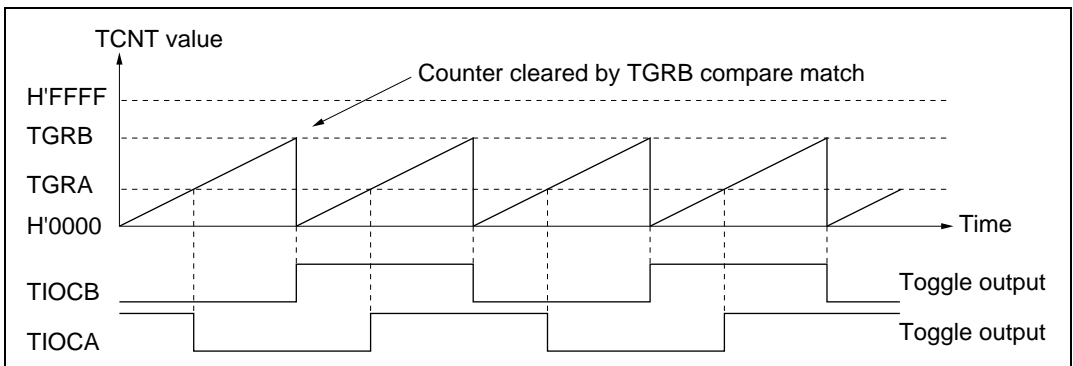 TCNT value
Counter cleared by TGRB compare match
H'FFFF
TGRB
TGRA
H'0000
Time
TIOCB
Toggle output
TIOCA
Toggle output